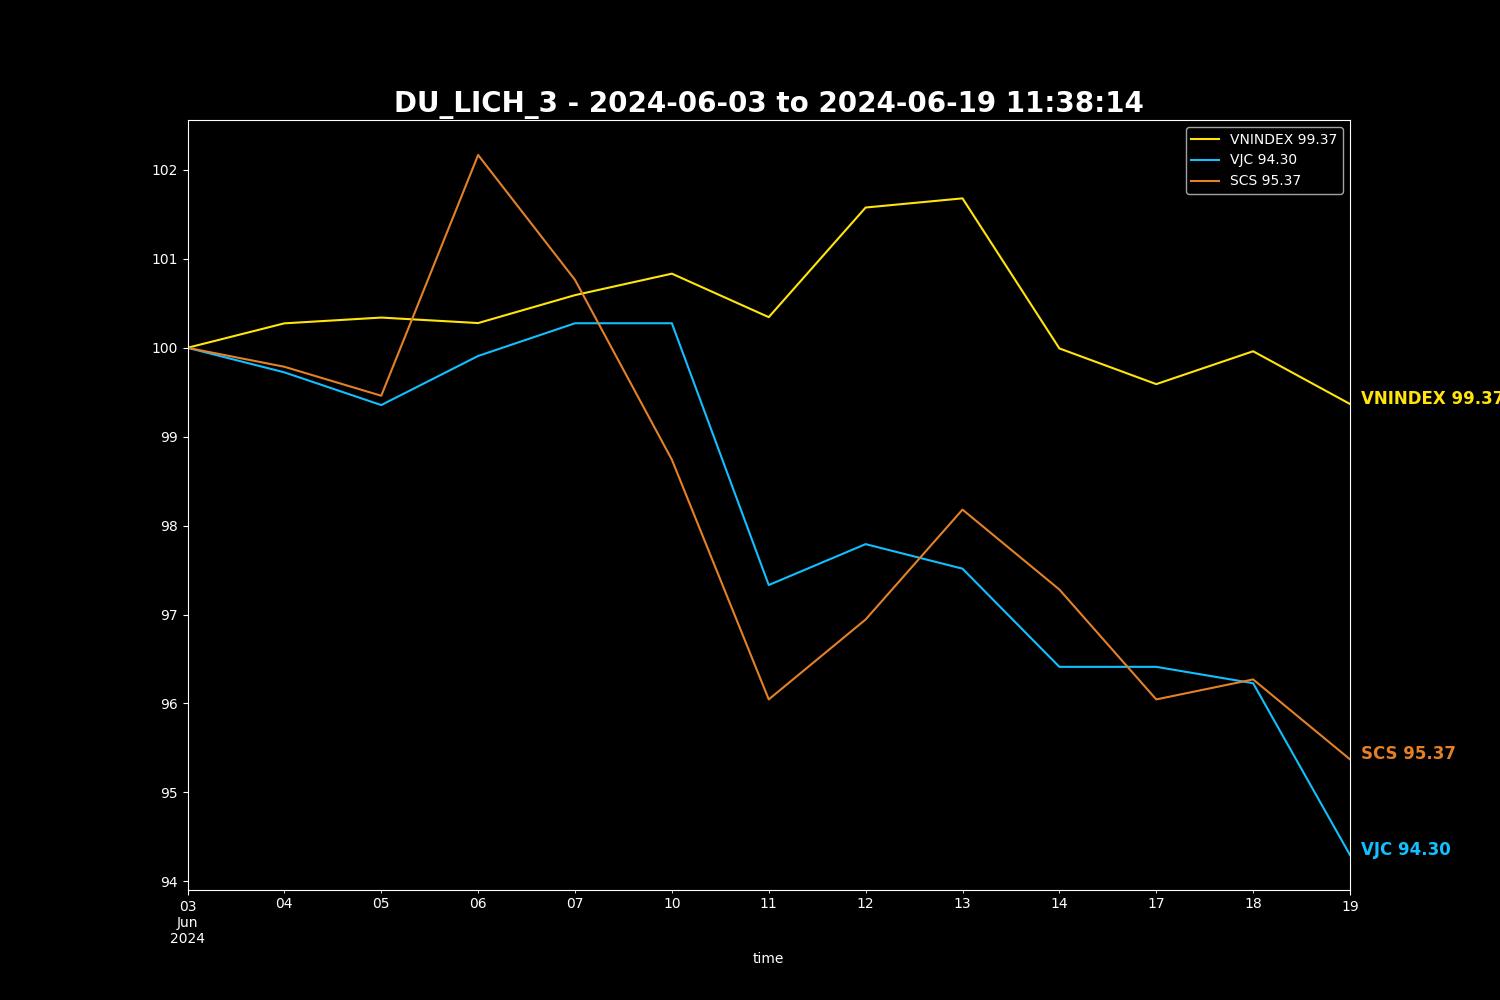 DU_LICH_3 - 2024-06-03 to 2024-06-19 11:38:14
VNINDEX 99.37
VJC 94.30
SCS 95.37
102
101
100
99
98
97
96
95
94
VNINDEX 99.37
SCS 95.37
VJC 94.30
03 04 05 06 07 10 11 12 13 14 17 18 19
Jun
2024
time